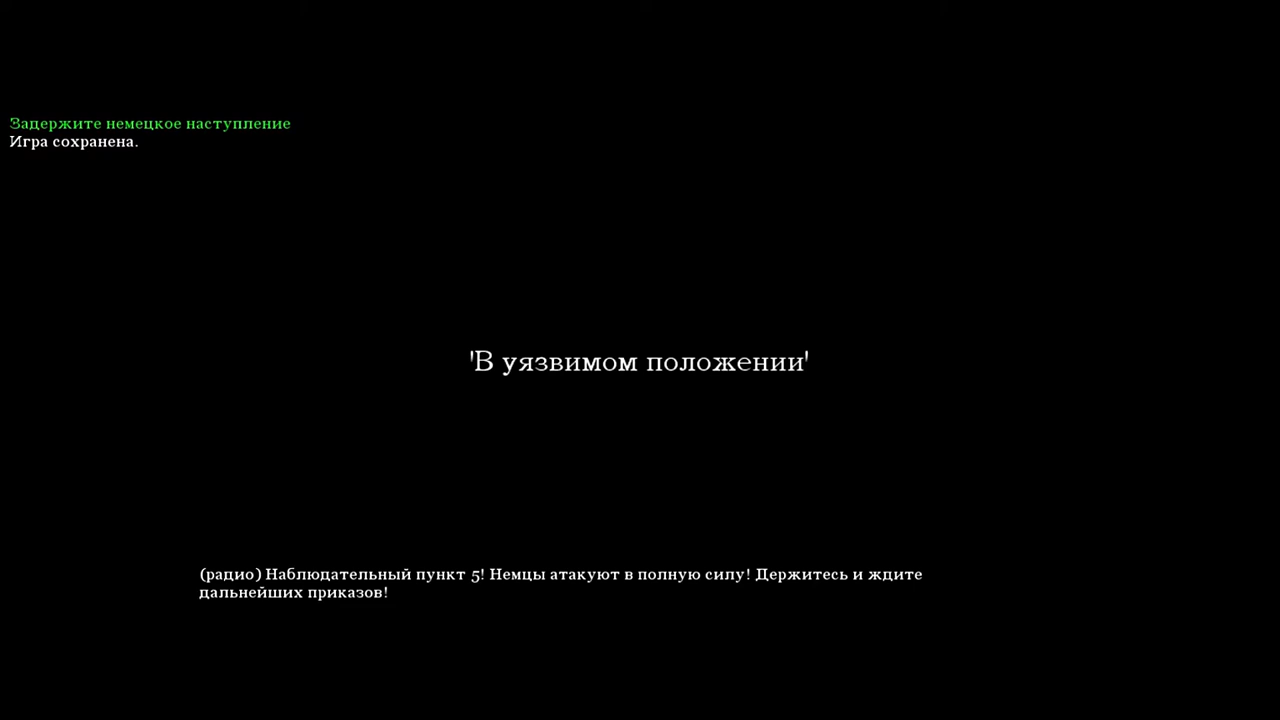 Задержите немецкое наступление
Игра сохранена.
'В уязвимом положении'
(радио) Наблюдательный пункт 5! Немцы атакуют в полную силу! Держитесь и ждите
дальнейших приказов!